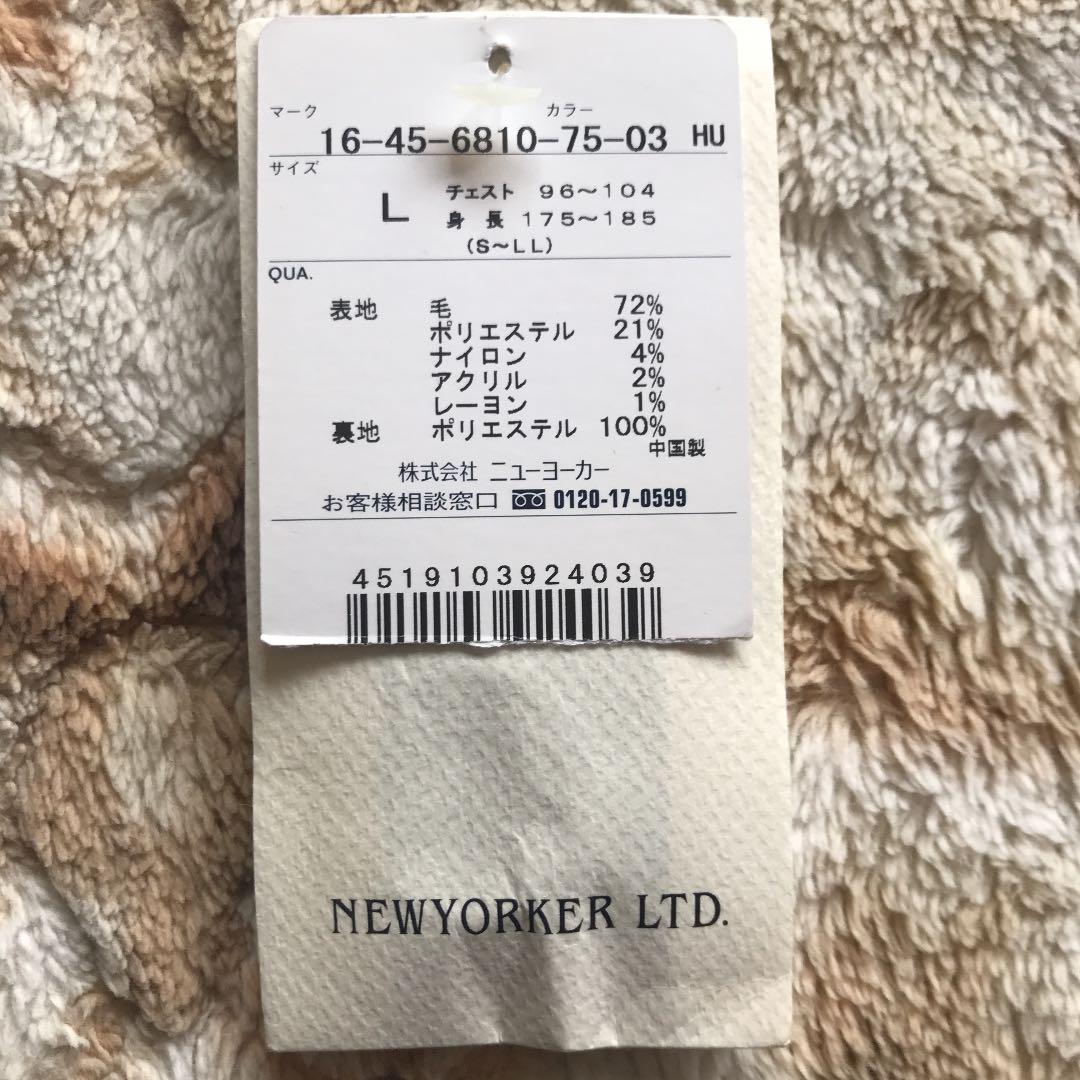 マーク カラー
16-45-6810-75-03 HU
サイズ
L チェスト 96～104
身長 175～185
(S～LL)
QUA.
表地 毛 72%
ポリエステル 21%
ナイロン 4%
アクリル 2%
レーヨン 1%
裏地 ポリエステル 100%
中国製
株式会社 ニューヨーカー
お客様相談窓口 0120-17-0599
4519103924039
NEWYORKER LTD.